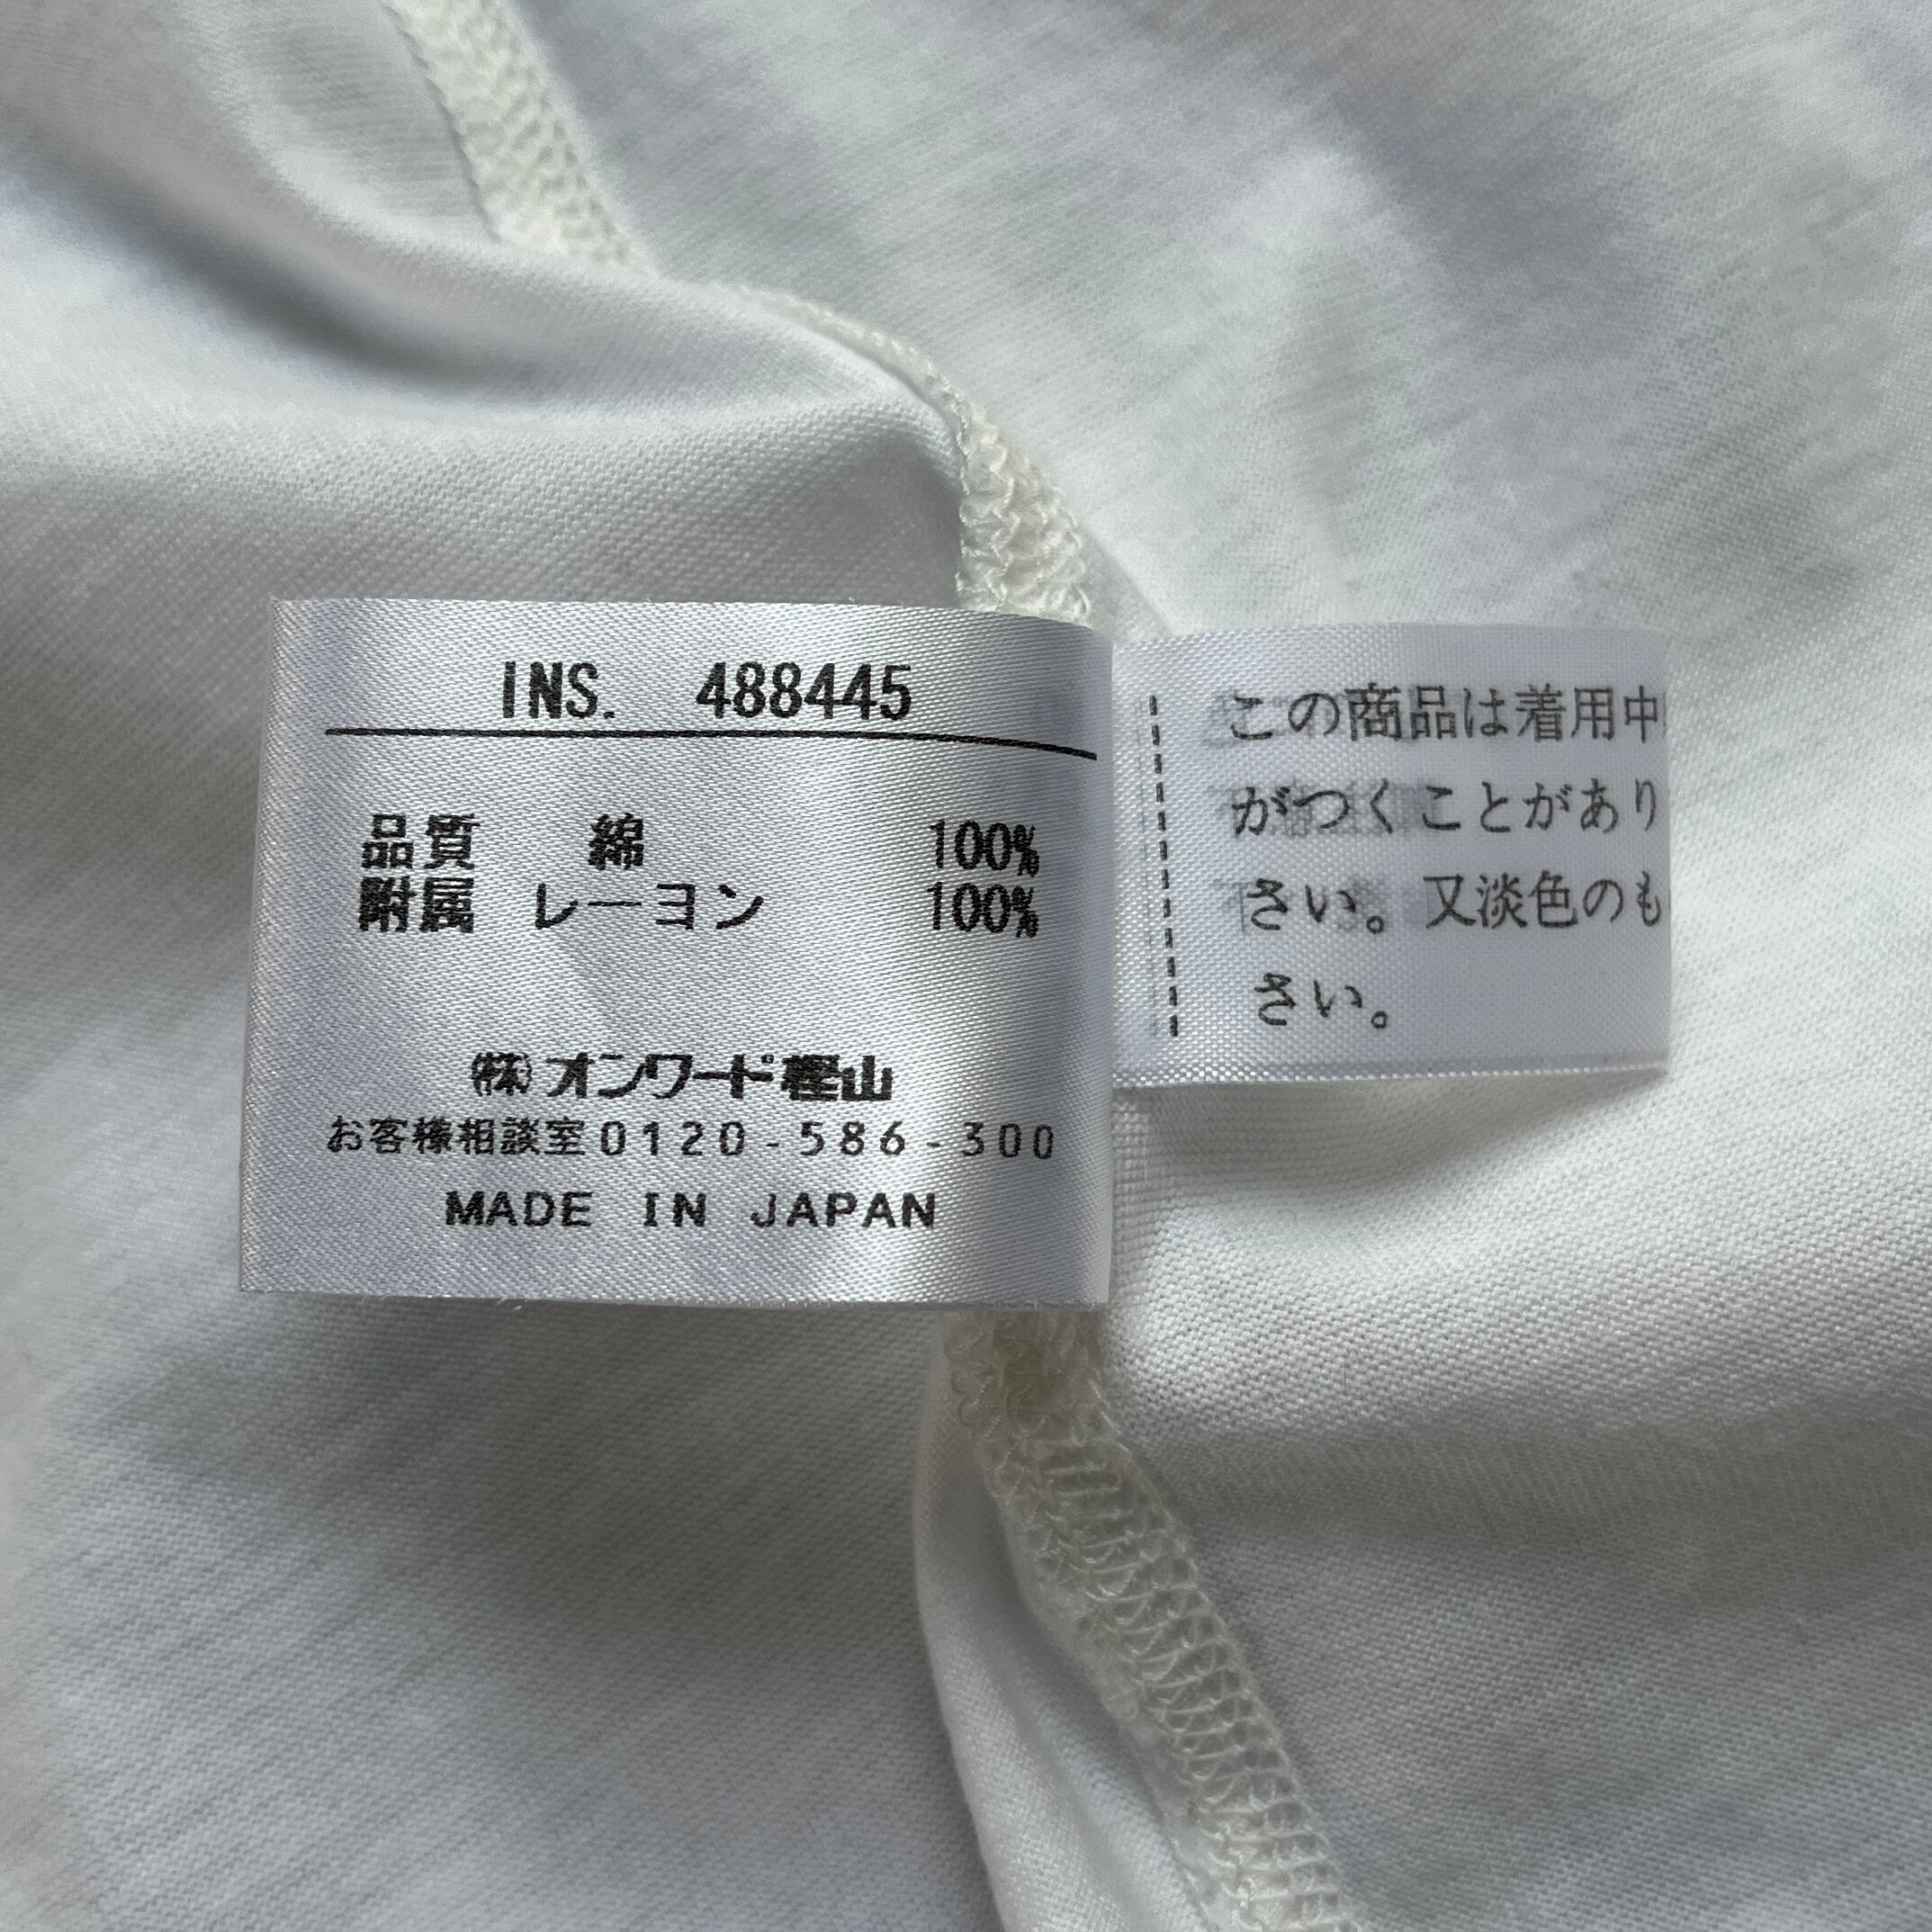 INS. 488445
品質 綿 100%
附属 レーヨン 100%
㈱オンワード樫山
お客様相談室0120-586-300
MADE IN JAPAN
この商品は着用中
がつくことがあり
さい。又淡色のも
さい。